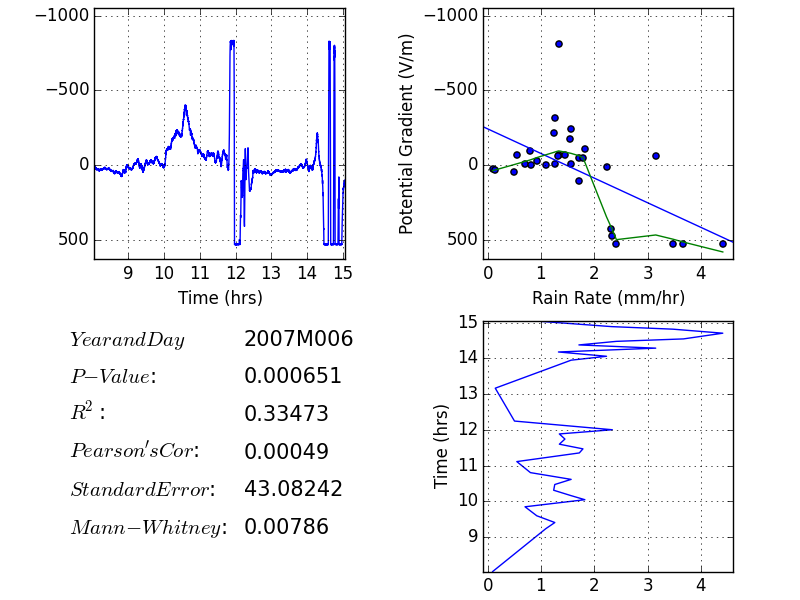 −1000
−500
0
500
9 10 11 12 13 14 15
Time (hrs)
Potential Gradient (V/m)
−1000
−500
0
500
0 1 2 3 4
Rain Rate (mm/hr)
YearandDay 2007M006
P−Value: 0.000651
R² : 0.33473
Pearson'sCor: 0.00049
StandardError: 43.08242
Mann−Whitney: 0.00786
Time (hrs)
15
14
13
12
11
10
9
0 1 2 3 4